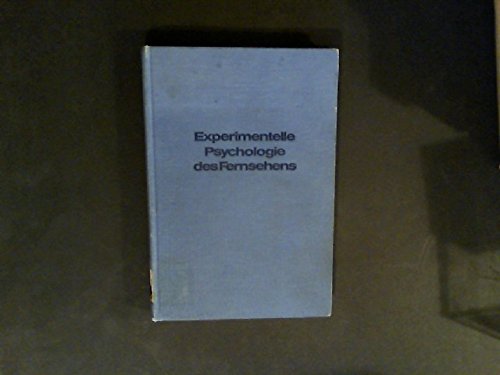 Experimentelle
Psychologie
des Fernsehens